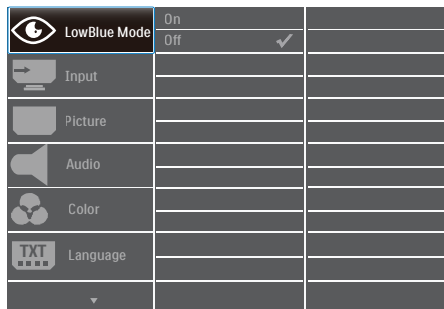 LowBlue Mode
On
Off
Input
Picture
Audio
Color
TXT
Language